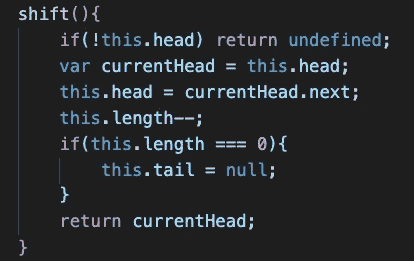 shift(){
    if(!this.head) return undefined;
    var currentHead = this.head;
    this.head = currentHead.next;
    this.length--;
    if(this.length === 0){
        this.tail = null;
    }
    return currentHead;
}